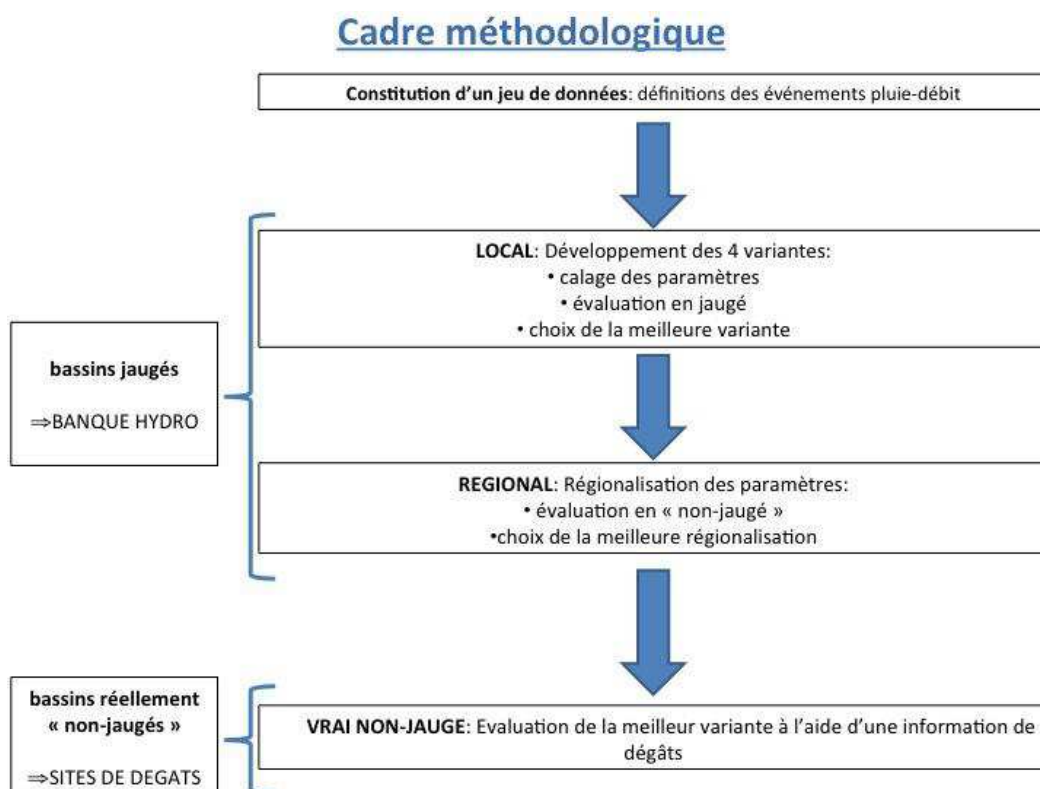 Cadre méthodologique
Constitution d’un jeu de données: définitions des événements pluie-débit
LOCAL: Développement des 4 variantes:
• calage des paramètres
• évaluation en jaugé
• choix de la meilleure variante
bassins jaugés
⇒BANQUE HYDRO
REGIONAL: Régionalisation des paramètres:
• évaluation en « non-jaugé »
•choix de la meilleure régionalisation
bassins réellement
« non-jaugés »
⇒SITES DE DEGATS
VRAI NON-JAUGE: Evaluation de la meilleur variante à l’aide d’une information de
dégâts